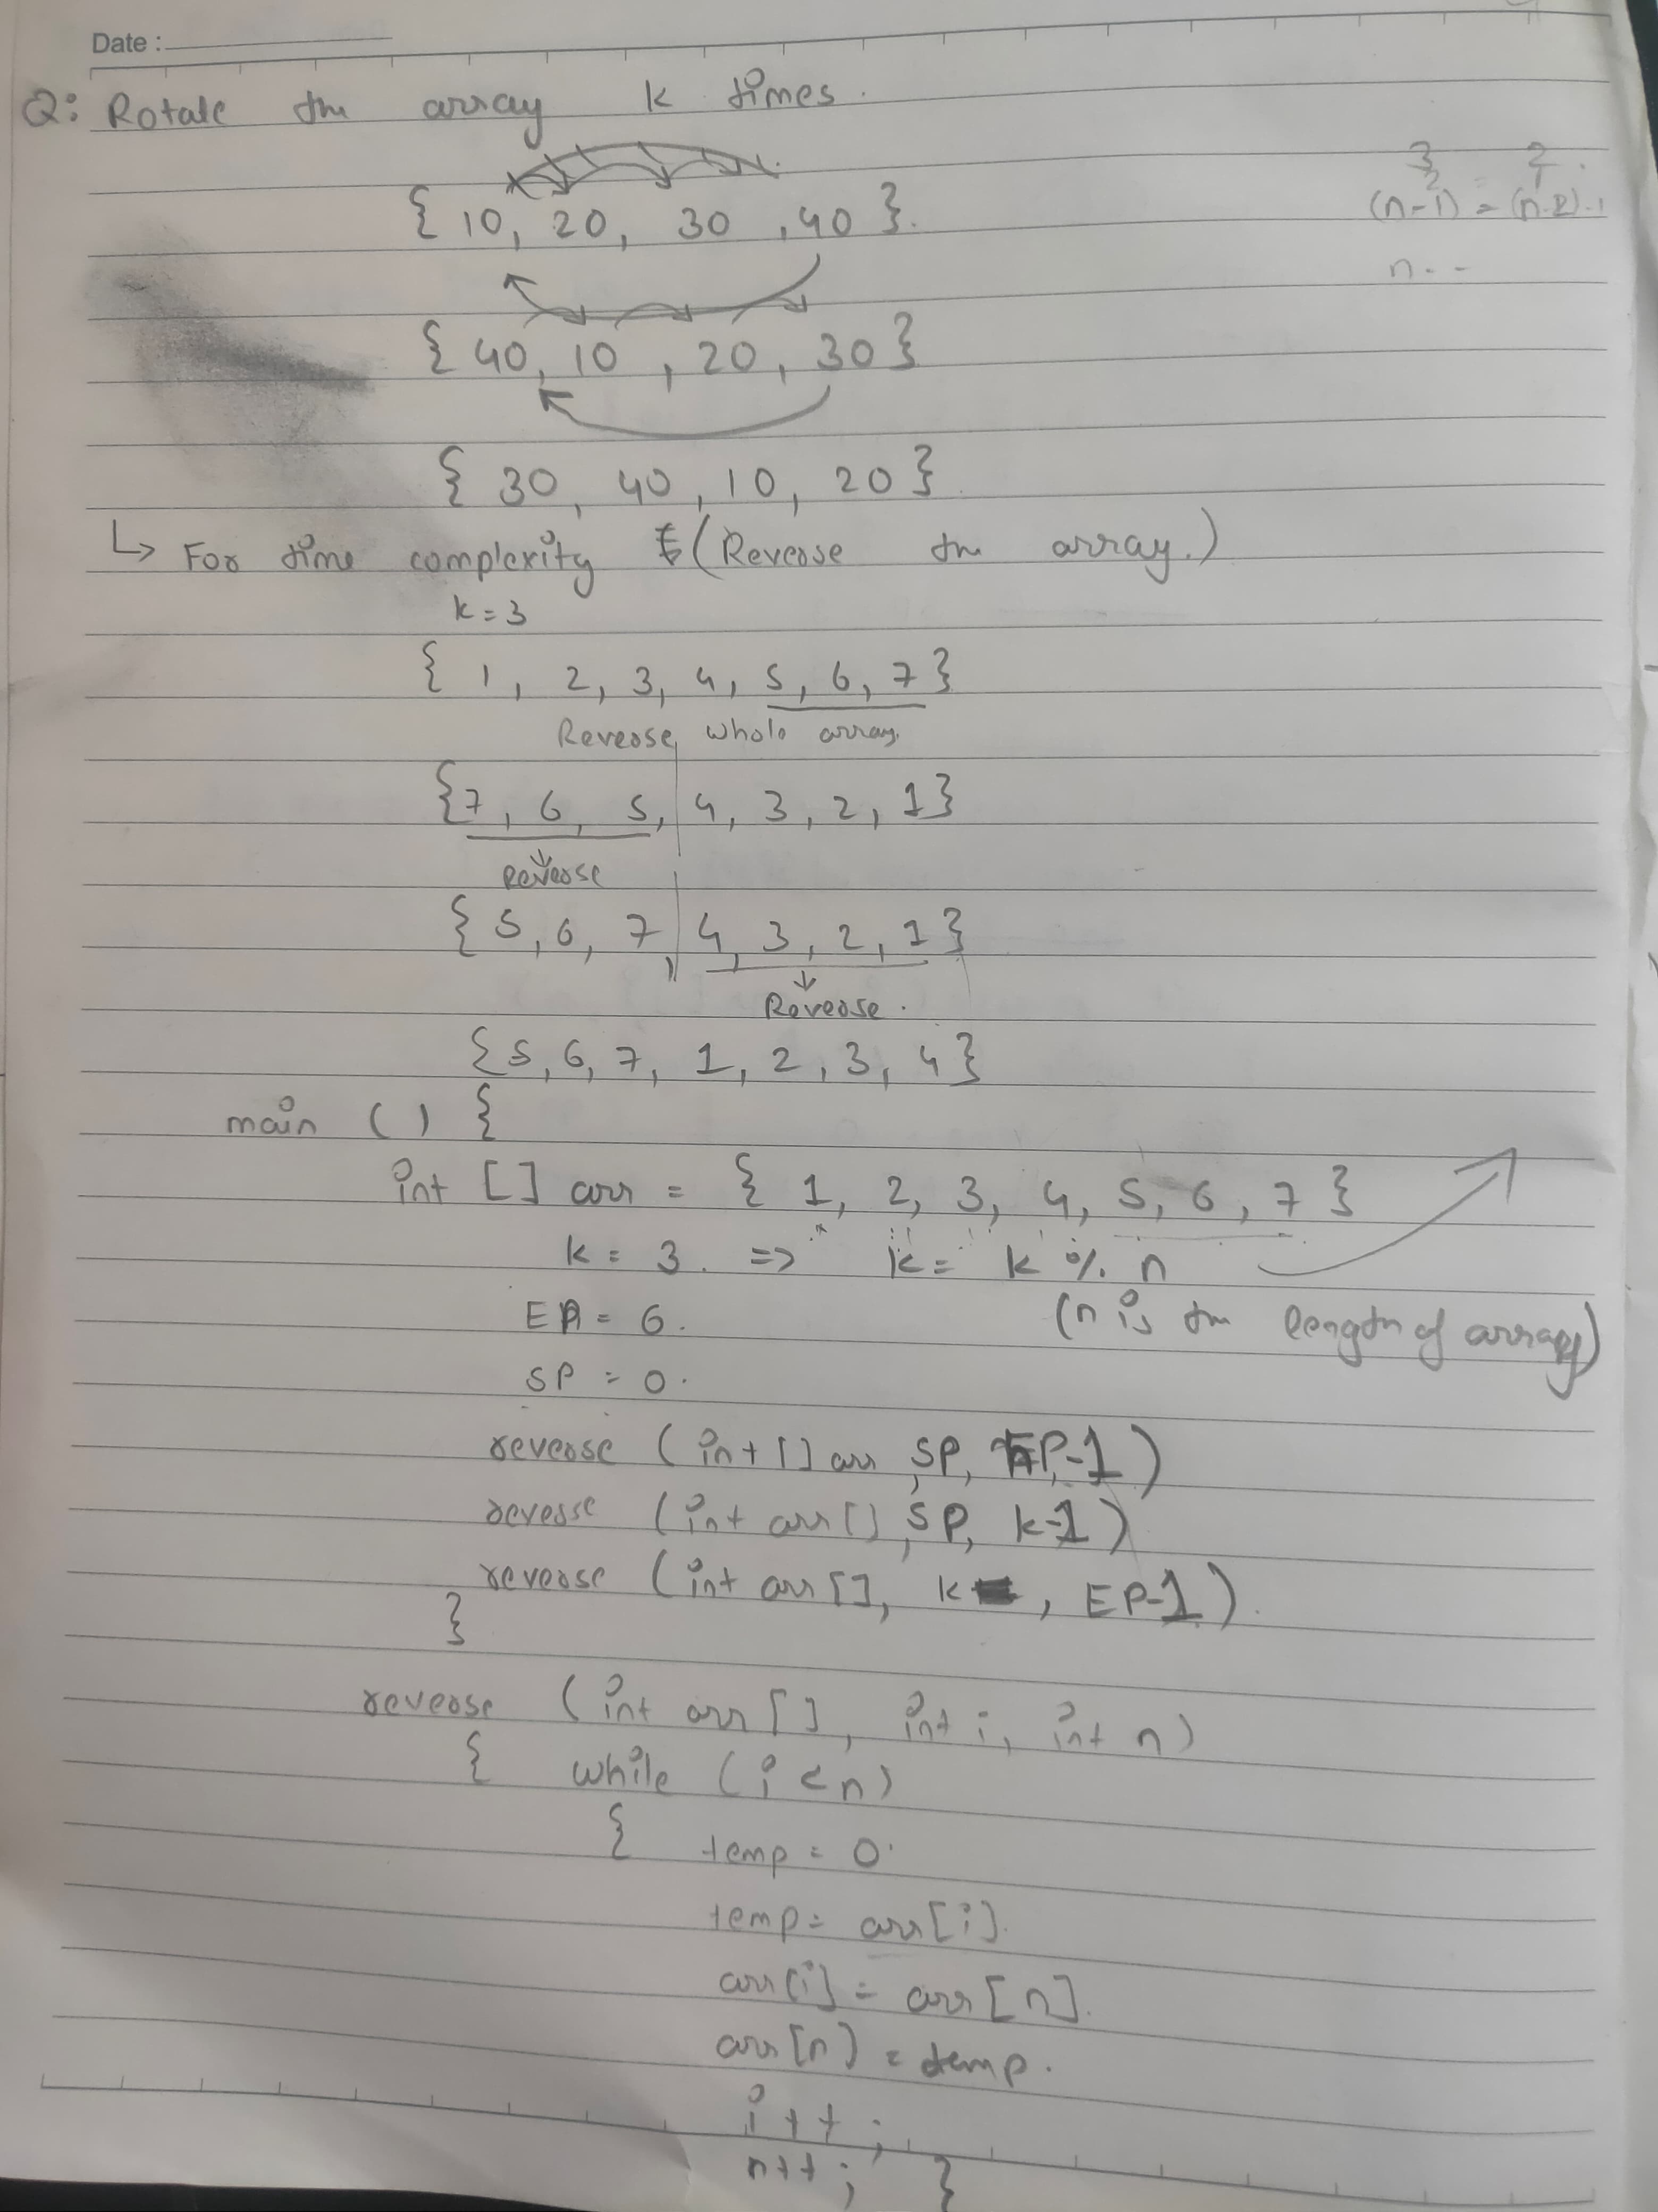 Date :
Q: Rotate the array k times.
{ 10, 20, 30 ,40 }.
3 2
(n-1) = (n-2)-1
n--
{ 40, 10 , 20, 30 }
{ 30, 40, 10, 20 }
↳ For time complexity (Reverse the array.)
k = 3
{ 1, 2, 3, 4, 5, 6, 7 }
Reverse whole array.
{7, 6, 5, 4, 3, 2, 1}
Reverse
{ 5, 6, 7, 4, 3, 2, 1 }
Reverse.
{5, 6, 7, 1, 2, 3, 4}
main ( ) {
int [ ] arr = { 1, 2, 3, 4, 5, 6, 7 }
k = 3. => k = k % n
EP = 6. (n is the length of array)
SP = 0.
reverse ( int [ ] arr, SP, EP-1 )
reverse ( int arr [ ], SP, k-1 )
reverse ( int arr [ ], k , EP-1 ).
}
reverse ( int arr [ ], int i, int n )
{ while ( i < n )
{ temp = 0.
temp = arr [i].
arr [i] = arr [n].
arr [n] = temp.
i++ ;
n++ ; }